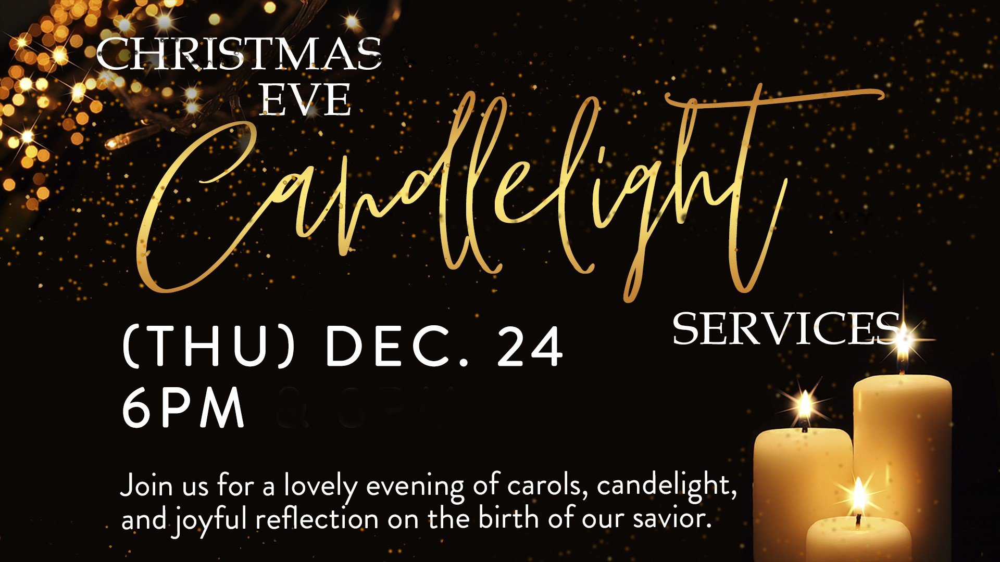 CHRISTMAS
EVE
Candlelight
SERVICES
(THU) DEC. 24
6PM
Join us for a lovely evening of carols, candelight,
and joyful reflection on the birth of our savior.